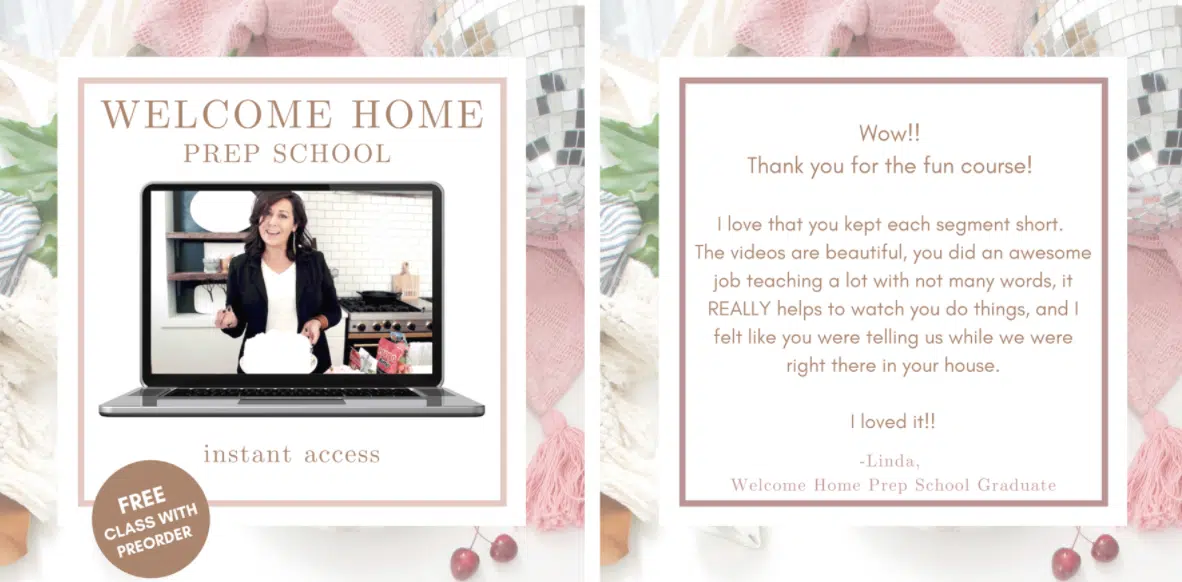 WELCOME HOME
PREP SCHOOL
instant access
FREE
CLASS WITH
PREORDER
Wow!!
Thank you for the fun course!
I love that you kept each segment short.
The videos are beautiful, you did an awesome
job teaching a lot with not many words, it
REALLY helps to watch you do things, and I
felt like you were telling us while we were
right there in your house.
I loved it!!
-Linda,
Welcome Home Prep School Graduate